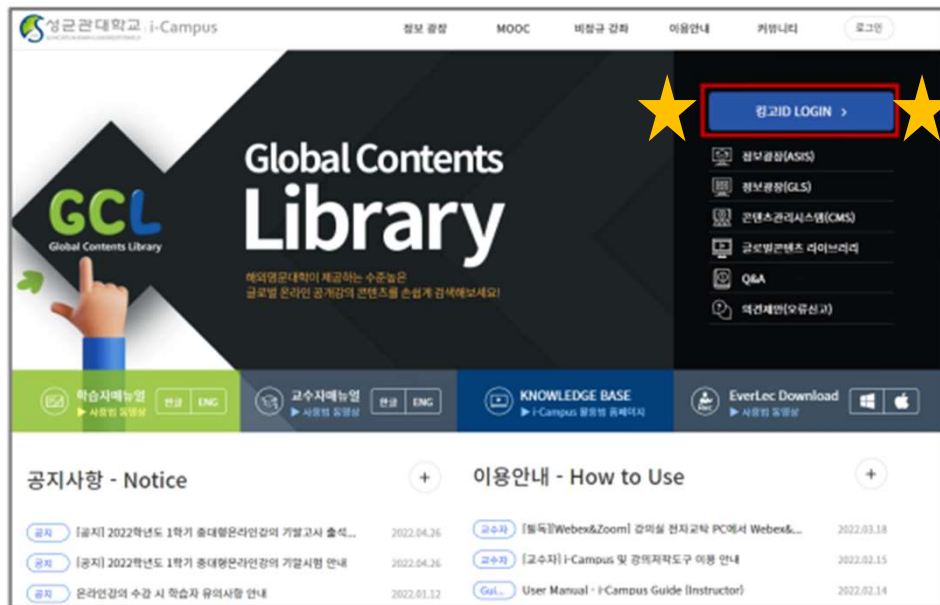 성균관대학교 i-Campus
정보 광장 MOOC 비정규 강좌 이용안내 커뮤니티 로그인
킹고ID LOGIN >
Global Contents
Library
해외명문대학이 제공하는 수준높은
글로벌 온라인 공개강의 콘텐츠를 손쉽게 검색해보세요!
GCL
Global Contents Library
정보광장(ASIS)
정보광장(GLS)
콘텐츠관리시스템(CMS)
글로벌콘텐츠 라이브러리
Q&A
의견제안(오류신고)
학습자매뉴얼 한글 ENG
▶ 사용법 동영상
교수자매뉴얼 한글 ENG
▶ 사용법 동영상
KNOWLEDGE BASE
▶ i-Campus 활용법 홈페이지
Rec
EverLec Download
▶ 사용법 동영상
공지사항 - Notice +
공지 [공지] 2022학년도 1학기 중대형온라인강의 기말고사 출석... 2022.04.26
공지 [공지] 2022학년도 1학기 중대형온라인강의 기말시험 안내 2022.04.26
공지 온라인강의 수강 시 학습자 유의사항 안내 2022.01.12
이용안내 - How to Use +
교수자 [필독][Webex&Zoom] 강의실 전자교탁 PC에서 Webex&... 2022.03.18
교수자 [교수자] i-Campus 및 강의저작도구 이용 안내 2022.02.15
Gui... User Manual - i-Campus Guide (Instructor) 2022.02.14